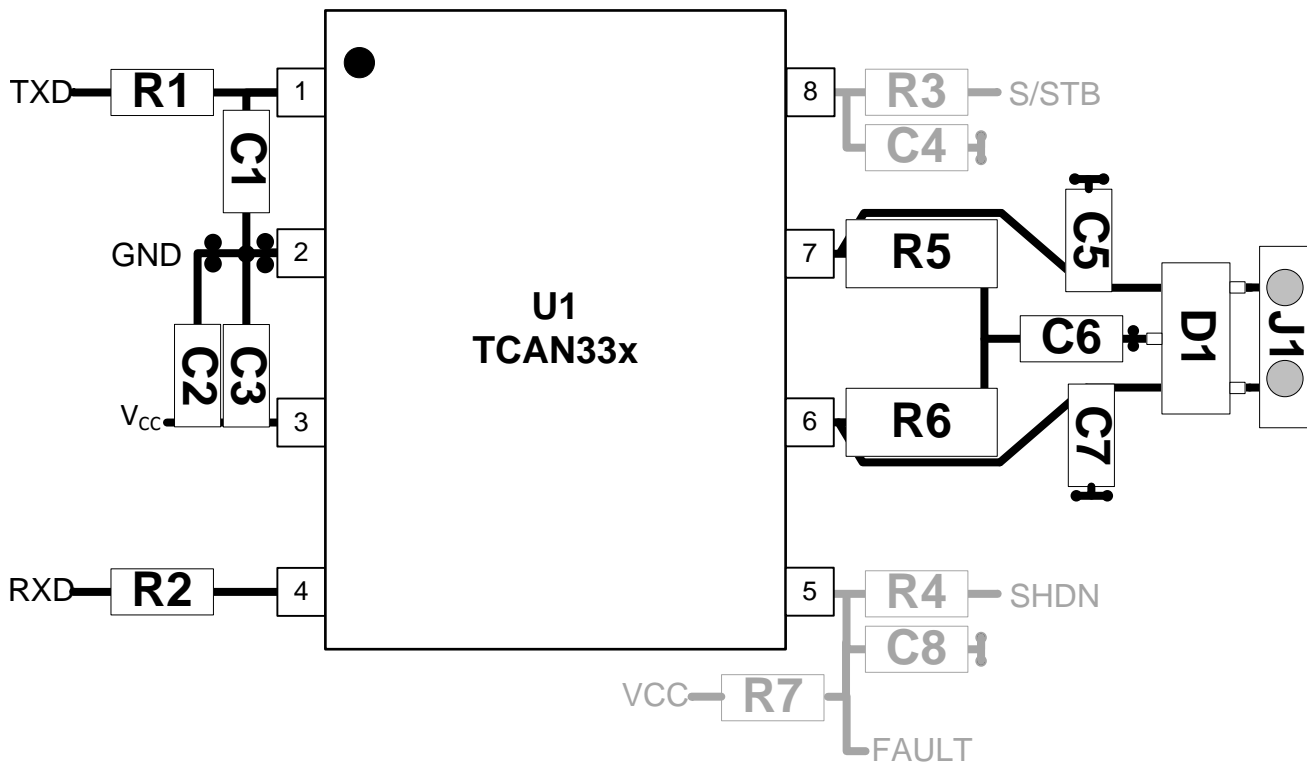 TXD
R1
1
8
R3
S/STB
C1
C4
GND
2
7
R5
C5
U1
TCAN33x
C6
D1
J1
C2
C3
VCC
3
6
R6
C7
RXD
R2
4
5
R4
SHDN
C8
VCC
R7
FAULT